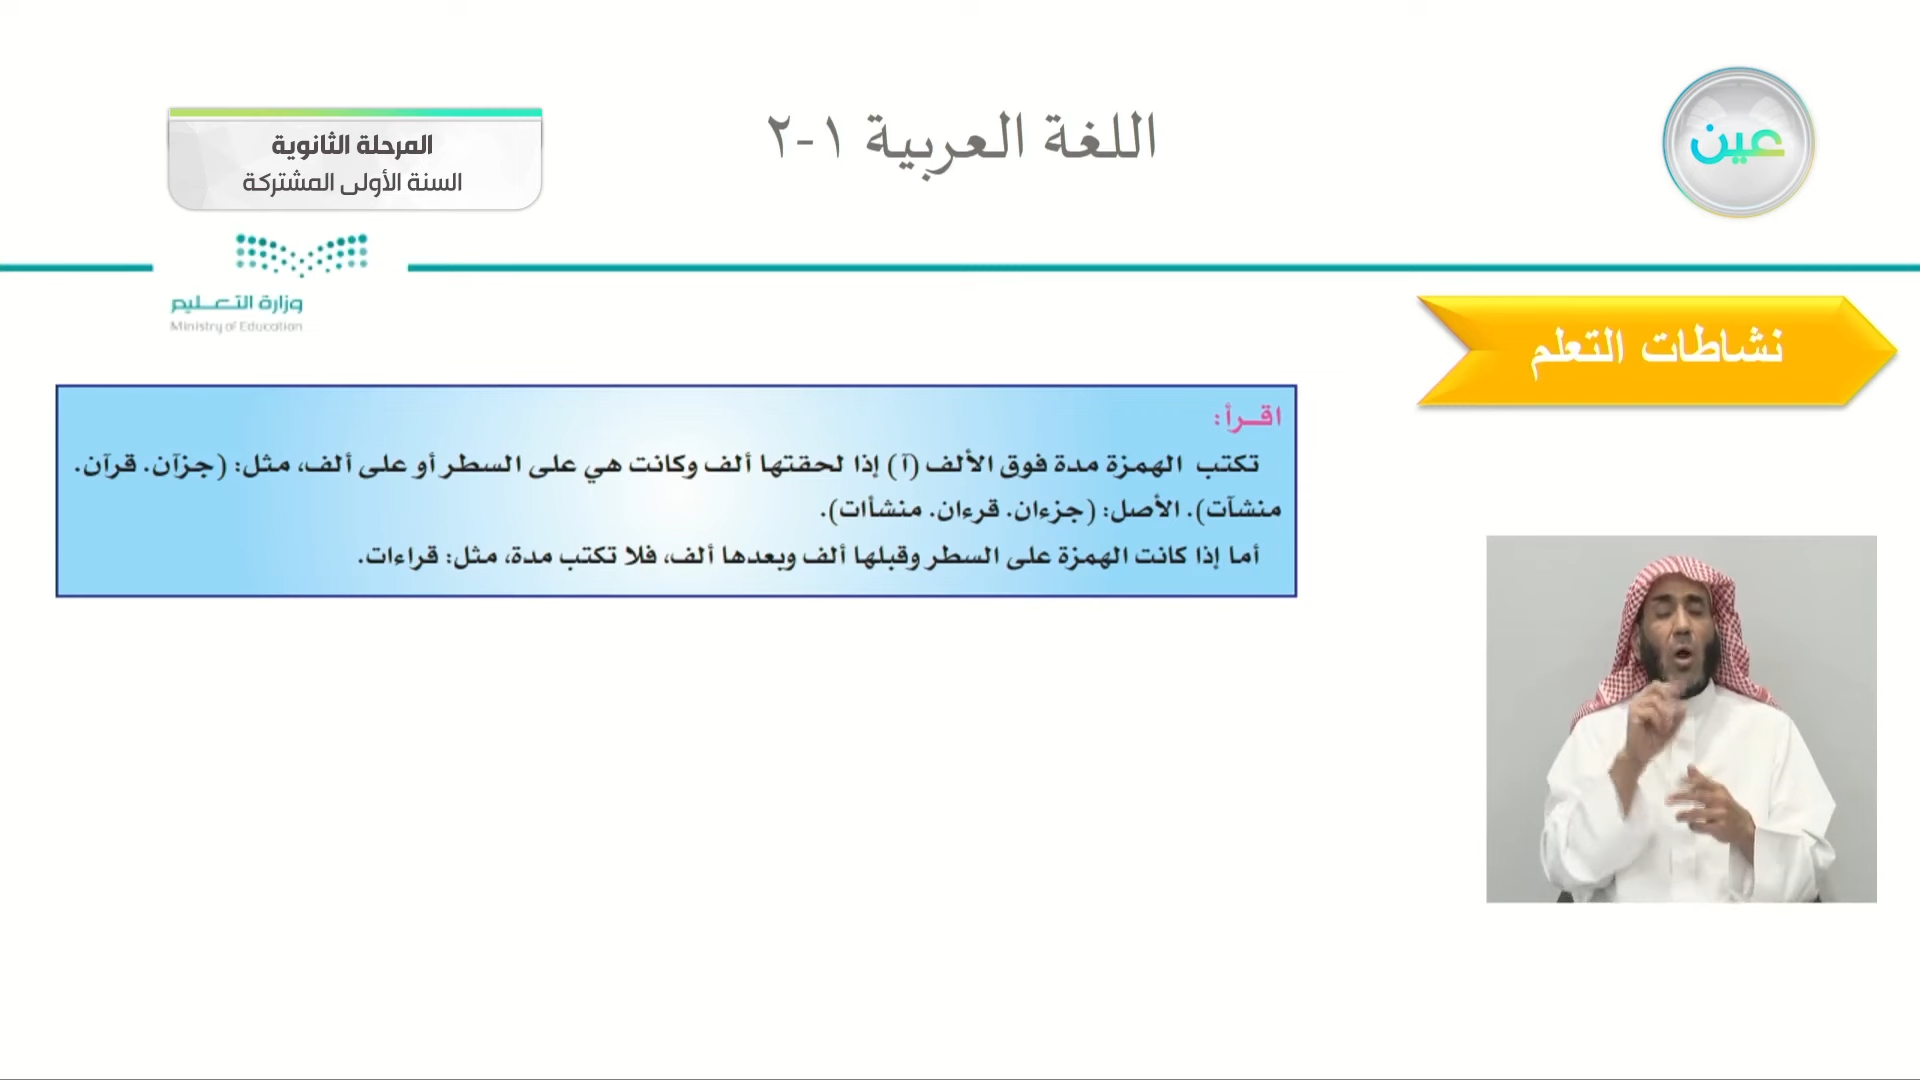 عين
اللغة العربية ١-٢
المرحلة الثانوية
السنة الأولى المشتركة
وزارة التعـليم
Ministry of Education
نشاطات التعلم
اقـرأ:
تكتب الهمزة مدة فوق الألف (آ) إذا لحقتها ألف وكانت هي على السطر أو على ألف، مثل: (جزآن. قرآن.
منشآت). الأصل: (جزءان. قرءان. منشأات).
أما إذا كانت الهمزة على السطر وقبلها ألف وبعدها ألف، فلا تكتب مدة، مثل: قراءات.